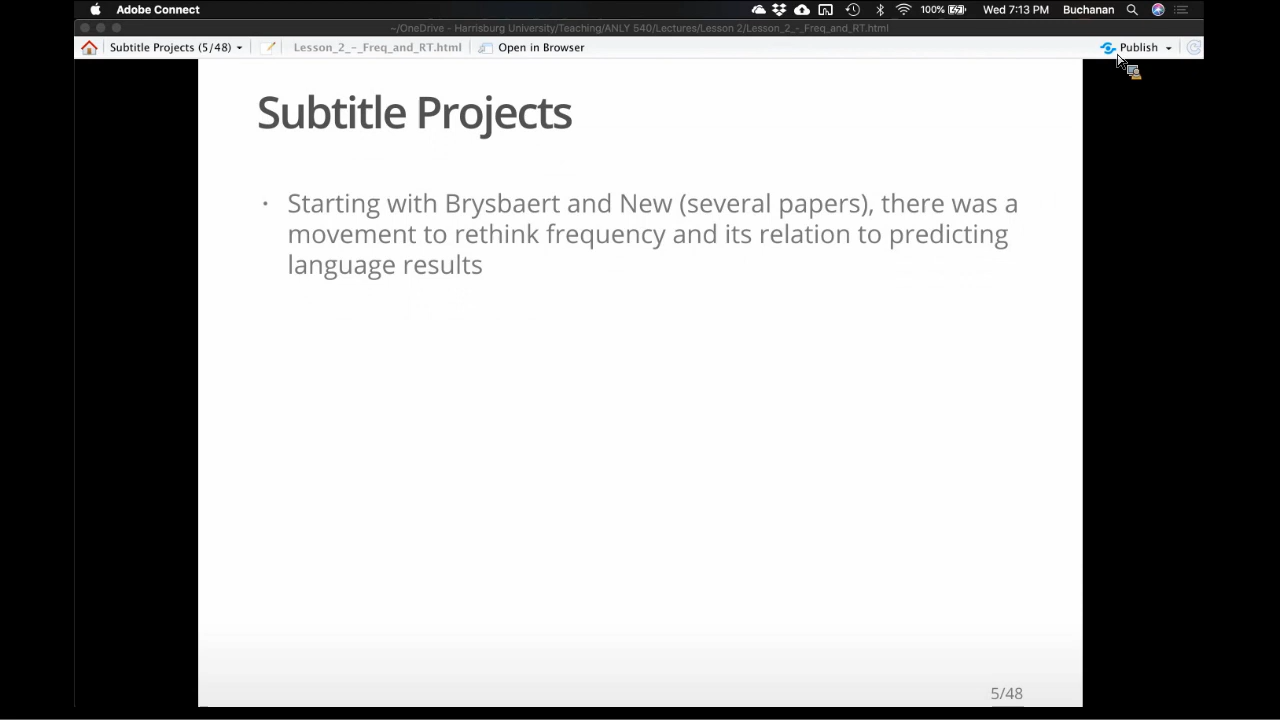 Adobe Connect 100% Wed 7:13 PM Buchanan
~/OneDrive - Harrisburg University/Teaching/ANLY 540/Lectures/Lesson 2/Lesson_2_-_Freq_and_RT.html
Subtitle Projects (5/48) Lesson_2_-_Freq_and_RT.html Open in Browser Publish
Subtitle Projects
• Starting with Brysbaert and New (several papers), there was a
movement to rethink frequency and its relation to predicting
language results
5/48